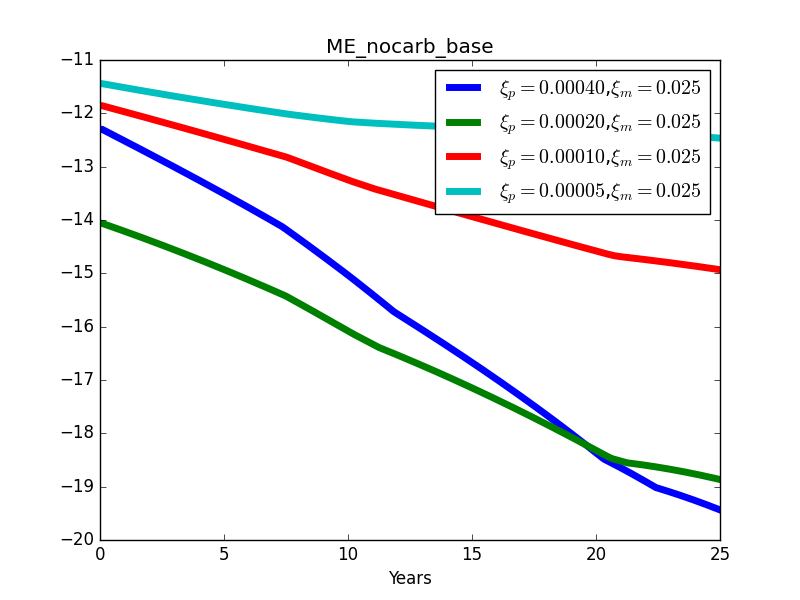 ME_nocarb_base
−11
−12
−13
−14
−15
−16
−17
−18
−19
−20
ξp = 0.00040,ξm = 0.025
ξp = 0.00020,ξm = 0.025
ξp = 0.00010,ξm = 0.025
ξp = 0.00005,ξm = 0.025
0 5 10 15 20 25
Years